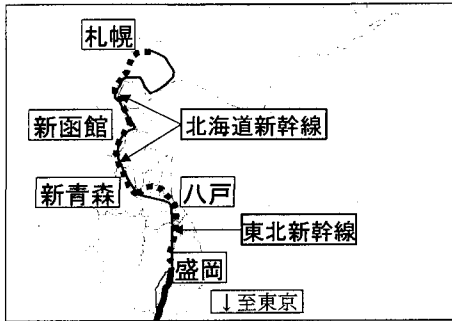 札幌
新函館
北海道新幹線
新青森
八戸
東北新幹線
盛岡
↓至東京